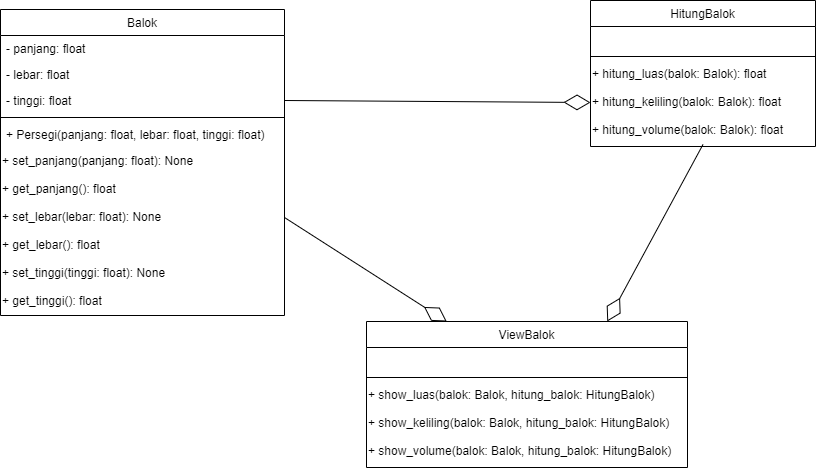 Balok
- panjang: float
- lebar: float
- tinggi: float
+ Persegi(panjang: float, lebar: float, tinggi: float)
+ set_panjang(panjang: float): None
+ get_panjang(): float
+ set_lebar(lebar: float): None
+ get_lebar(): float
+ set_tinggi(tinggi: float): None
+ get_tinggi(): float
HitungBalok
+ hitung_luas(balok: Balok): float
+ hitung_keliling(balok: Balok): float
+ hitung_volume(balok: Balok): float
ViewBalok
+ show_luas(balok: Balok, hitung_balok: HitungBalok)
+ show_keliling(balok: Balok, hitung_balok: HitungBalok)
+ show_volume(balok: Balok, hitung_balok: HitungBalok)